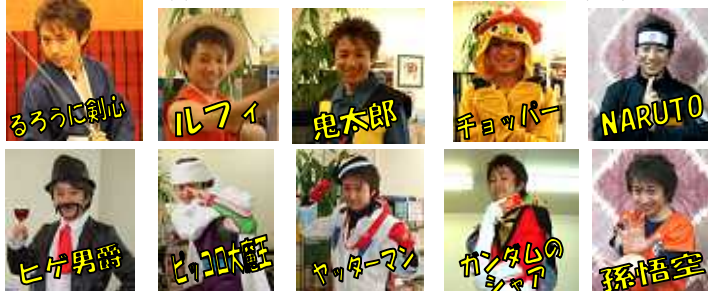 るろうに剣心
ルフィ
鬼太郎
チョッパー
NARUTO
ヒゲ男爵
ピッコロ大魔王
ヤッターマン
ガンダムの
シャア
孫悟空